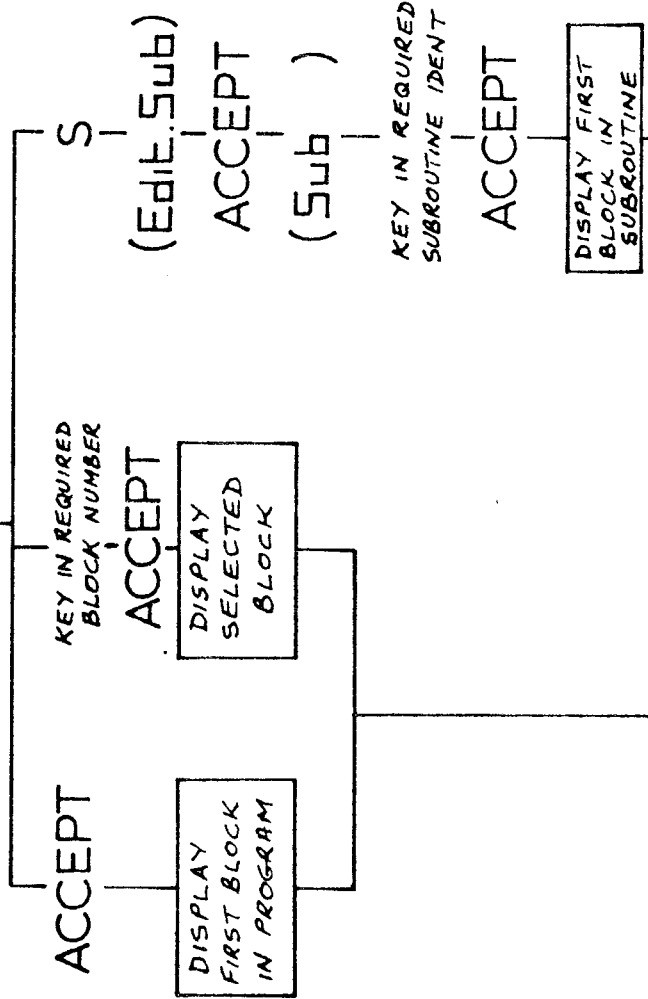 ACCEPT
DISPLAY
FIRST BLOCK
IN PROGRAM
KEY IN REQUIRED
BLOCK NUMBER
ACCEPT
DISPLAY
SELECTED
BLOCK
S
(Edit.Sub)
ACCEPT
(Sub )
KEY IN REQUIRED
SUBROUTINE IDENT
ACCEPT
DISPLAY FIRST
BLOCK IN
SUBROUTINE